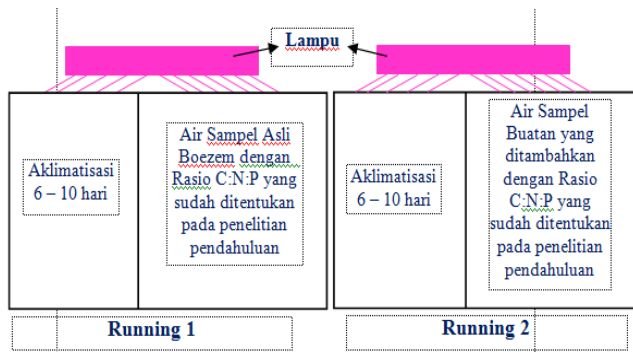 Lampu
Aklimatisasi
6 – 10 hari
Air Sampel Asli
Boezem dengan
Rasio C:N:P yang
sudah ditentukan
pada penelitian
pendahuluan
Aklimatisasi
6 – 10 hari
Air Sampel
Buatan yang
ditambahkan
dengan Rasio
C:N:P yang
sudah ditentukan
pada penelitian
pendahuluan
Running 1
Running 2